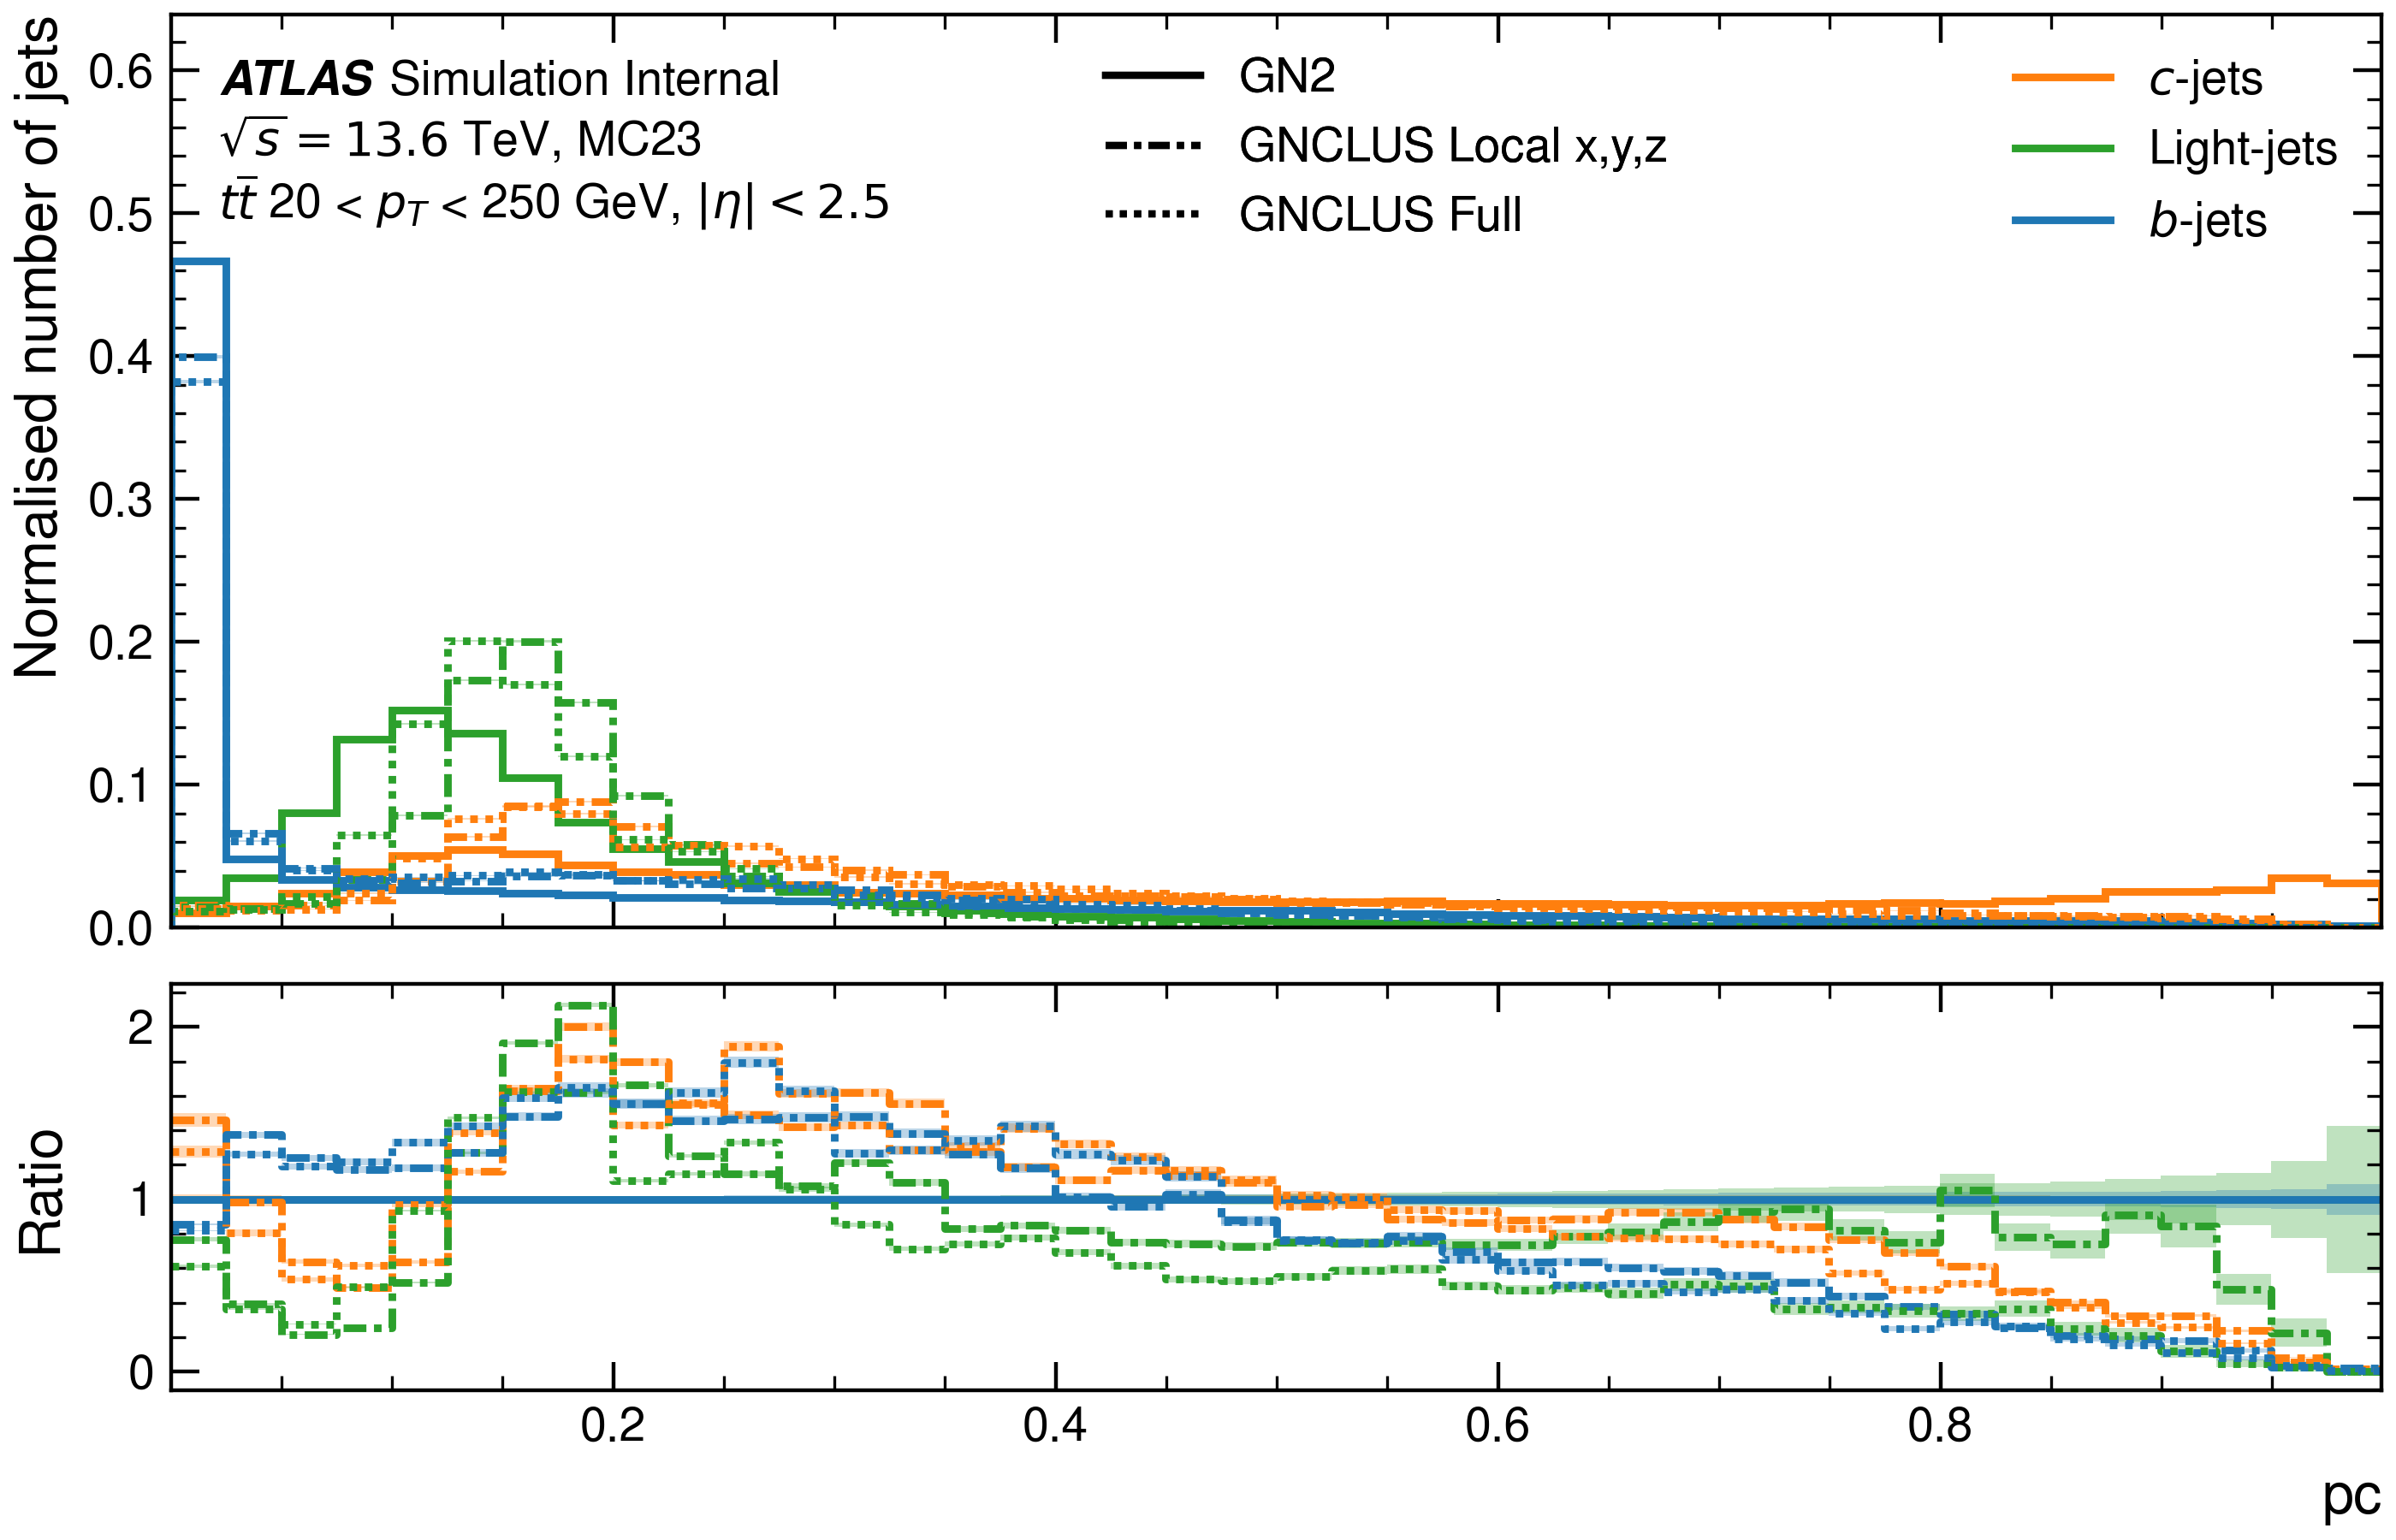 Normalised number of jets
0.6
0.5
0.4
0.3
0.2
0.1
0.0
ATLAS Simulation Internal
√s = 13.6 TeV, MC23
tt̄ 20 < p_T < 250 GeV, |η| < 2.5
GN2
GNCLUS Local x,y,z
GNCLUS Full
c-jets
Light-jets
b-jets
Ratio
2
1
0
0.2
0.4
0.6
0.8
pc